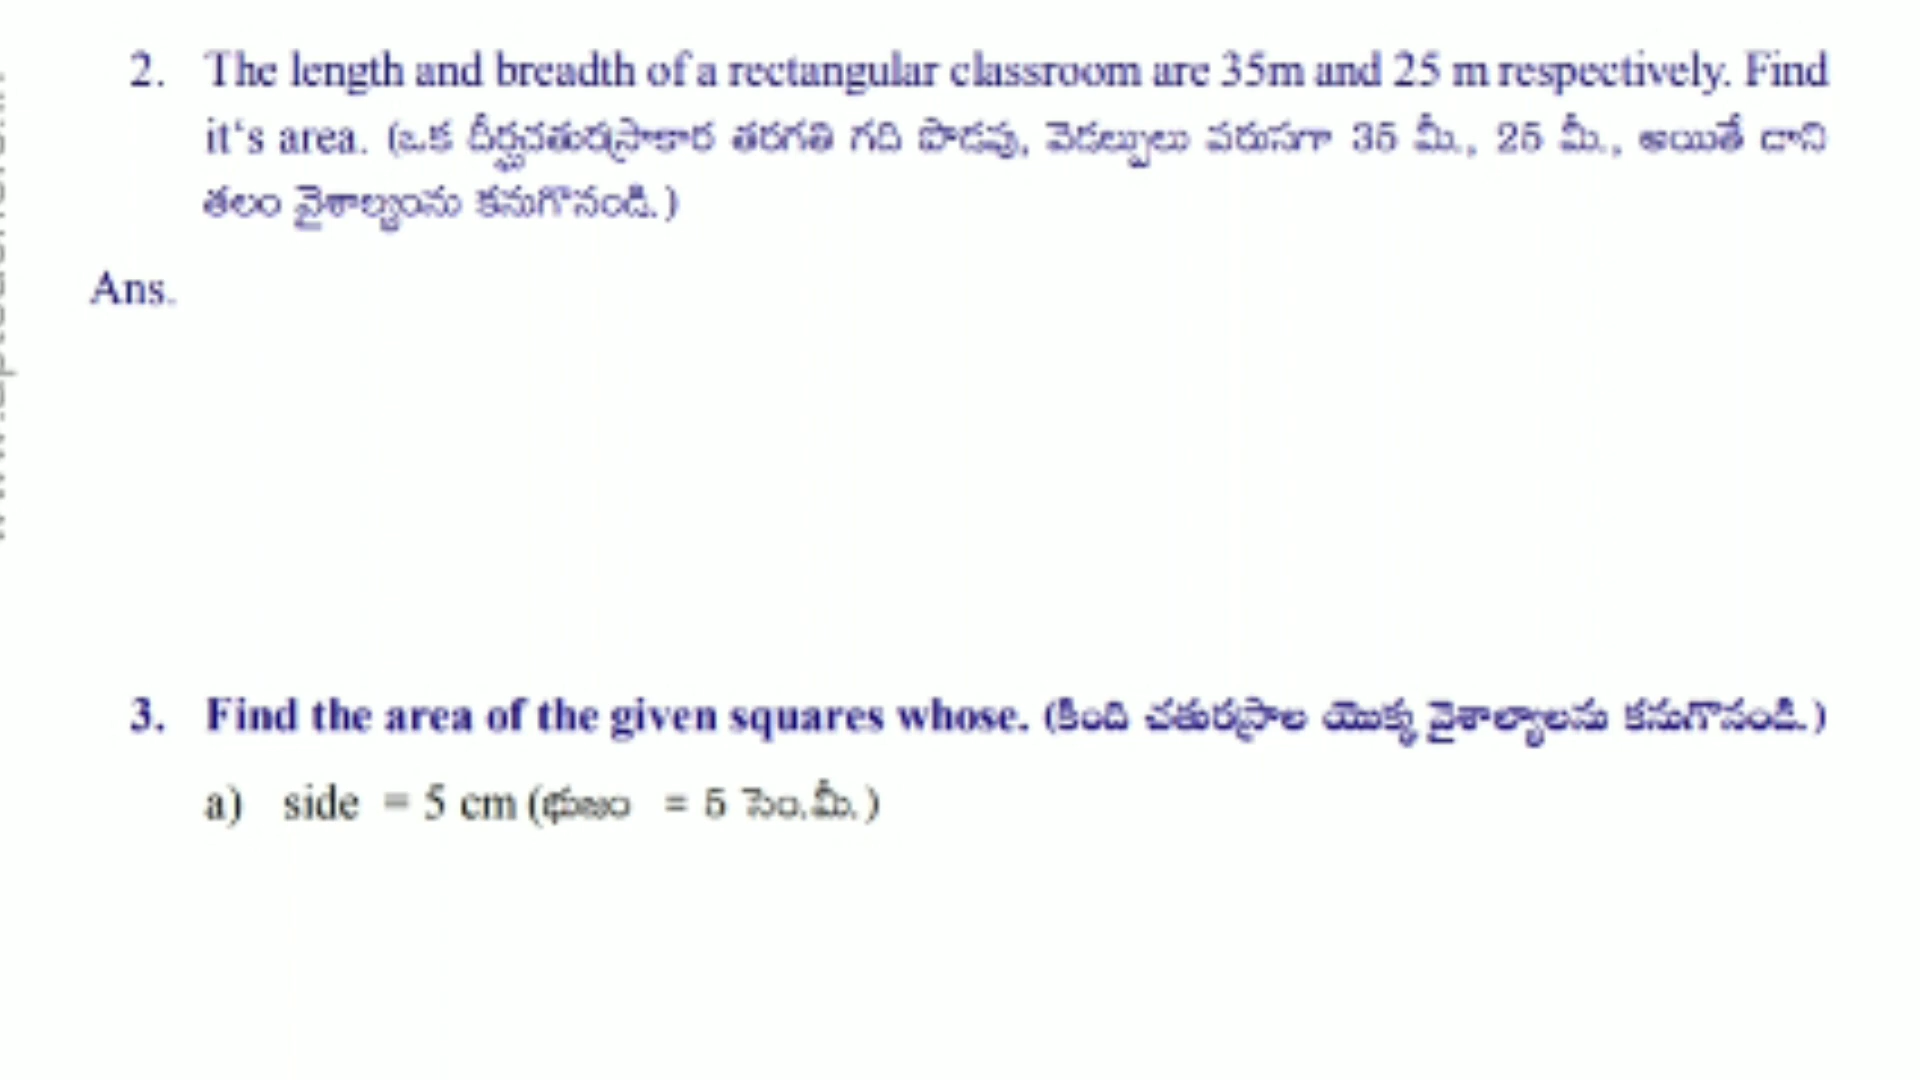 2. The length and breadth of a rectangular classroom are 35m and 25 m respectively. Find
it‘s area. (ఒక దీర్ఘచతురస్రాకార తరగతి గది పొడవు, వెడల్పులు వరుసగా 35 మీ., 25 మీ., అయితే దాని
తలం వైశాల్యంను కనుగొనండి.)
Ans.
3. Find the area of the given squares whose. (కింది చతురస్రాల యొక్క వైశాల్యాలను కనుగొనండి.)
a) side = 5 cm (భుజం = 5 సెం.మీ.)